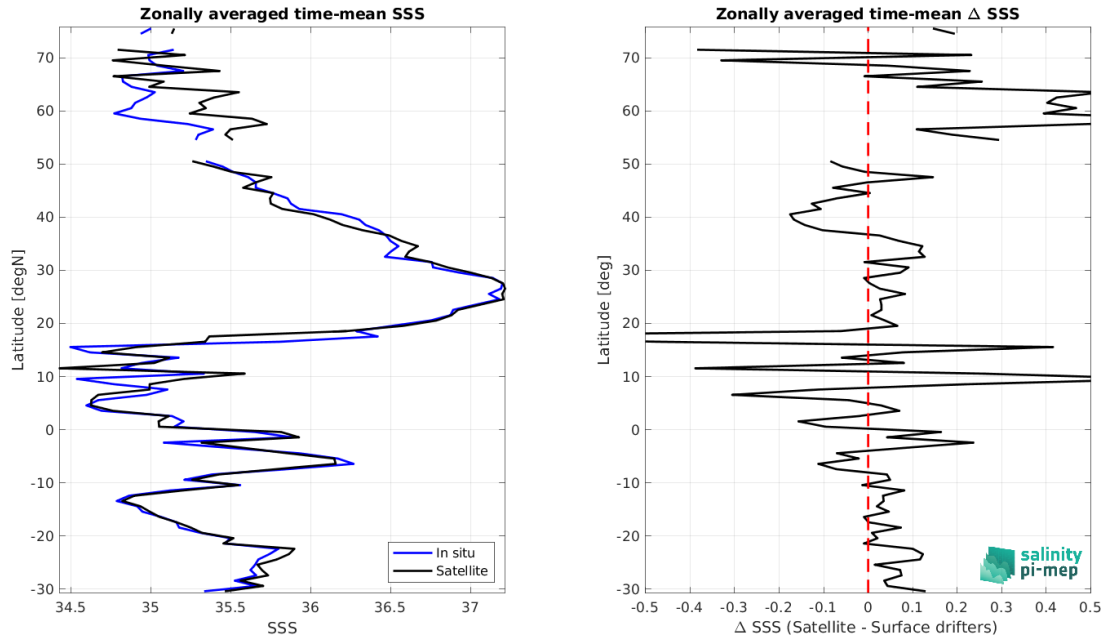 Zonally averaged time-mean SSS
Latitude [degN]
70
60
50
40
30
20
10
0
-10
-20
-30
34.5 35 35.5 36 36.5 37
SSS
In situ
Satellite
Zonally averaged time-mean Δ SSS
Latitude [deg]
70
60
50
40
30
20
10
0
-10
-20
-30
-0.5 -0.4 -0.3 -0.2 -0.1 0 0.1 0.2 0.3 0.4 0.5
Δ SSS (Satellite - Surface drifters)
salinity
pi-mep